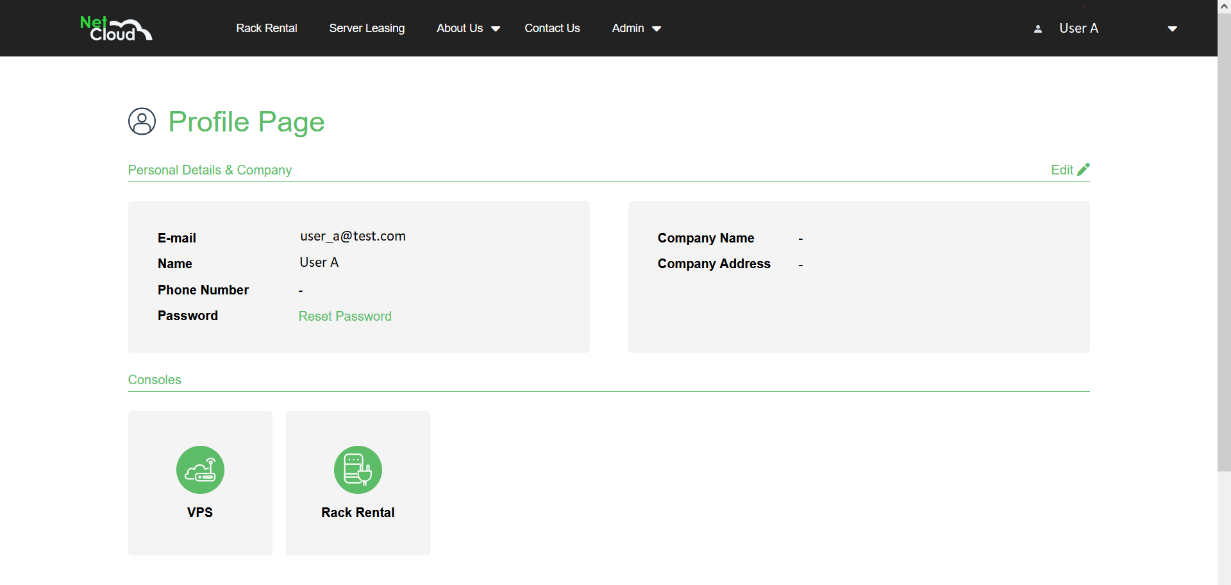 Net
Cloud
Rack Rental Server Leasing About Us Contact Us Admin User A
Profile Page
Personal Details & Company Edit
E-mail user_a@test.com
Name User A
Phone Number -
Password Reset Password
Company Name -
Company Address -
Consoles
VPS
Rack Rental